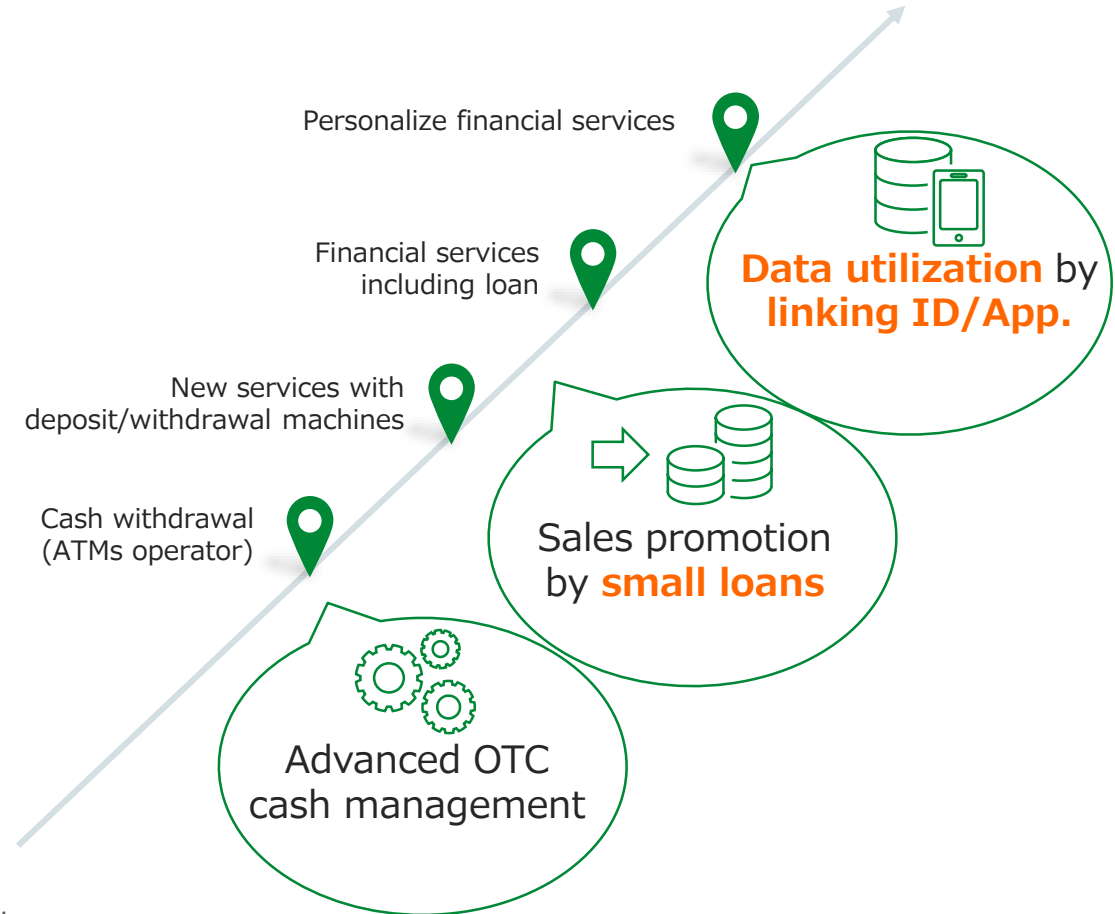 Personalize financial services
Financial services
including loan
New services with
deposit/withdrawal machines
Cash withdrawal
(ATMs operator)
Data utilization by
linking ID/App.
Sales promotion
by small loans
Advanced OTC
cash management